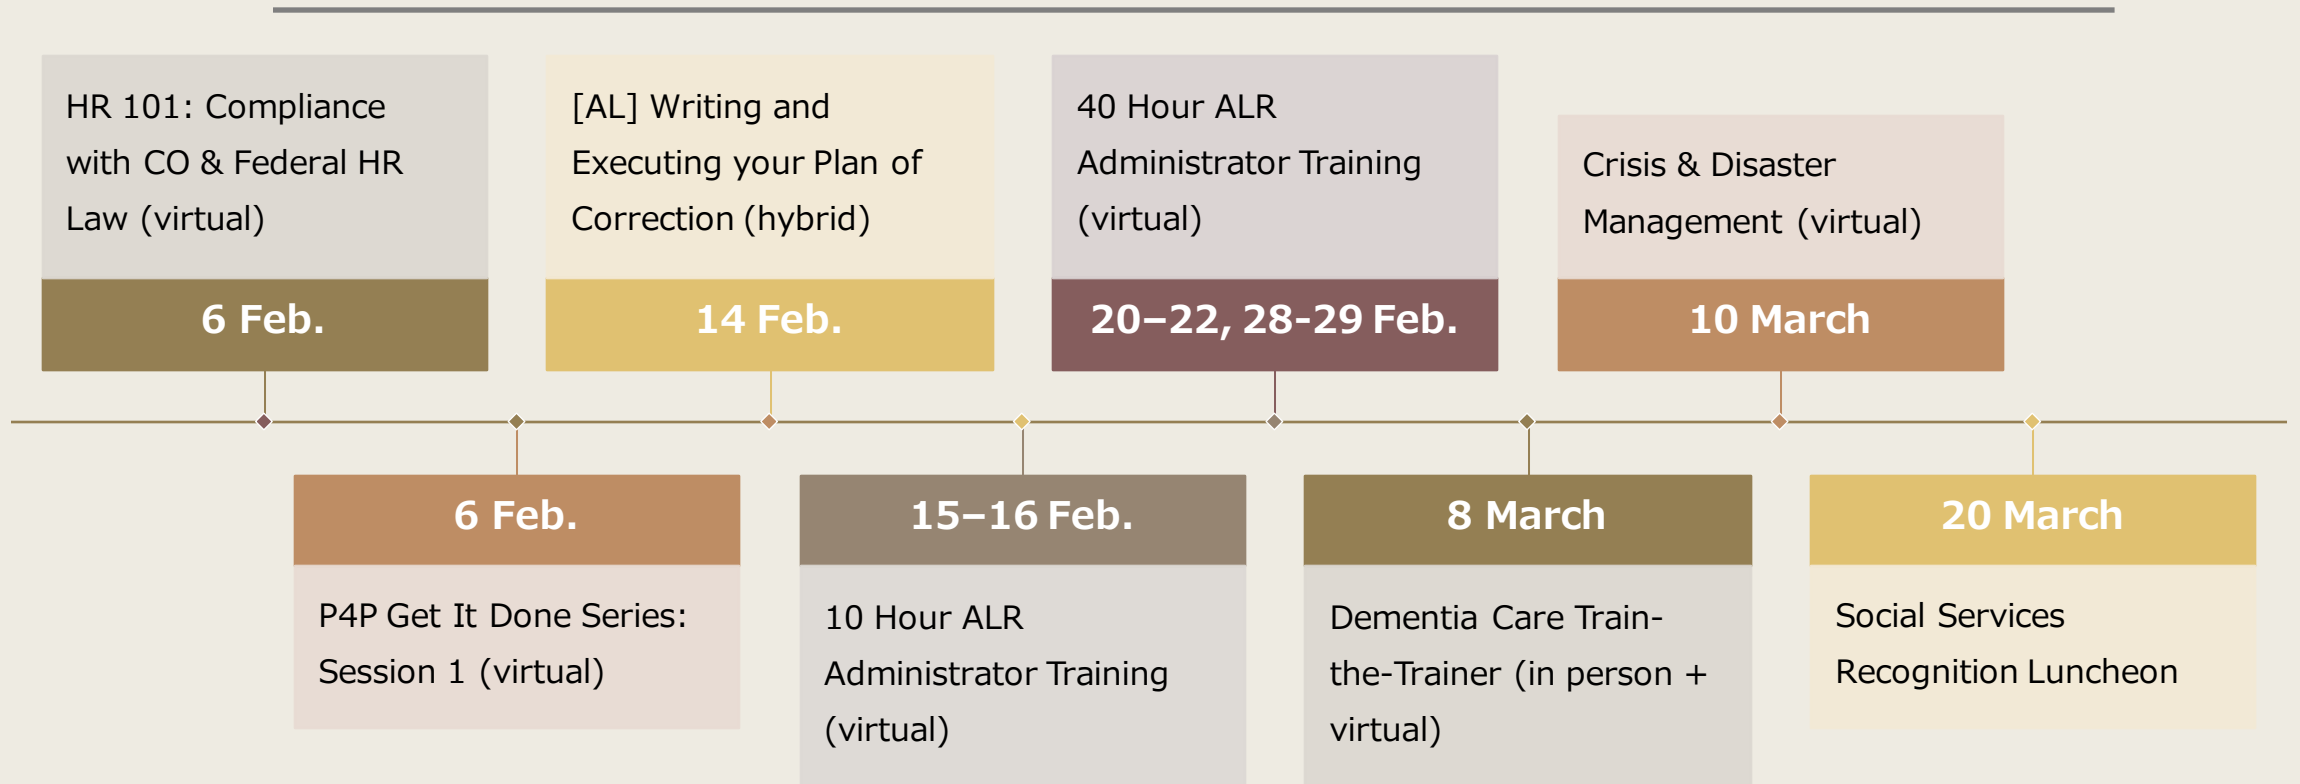 HR 101: Compliance
with CO & Federal HR
Law (virtual)
6 Feb.
P4P Get It Done Series:
Session 1 (virtual)
6 Feb.
[AL] Writing and
Executing your Plan of
Correction (hybrid)
14 Feb.
15–16 Feb.
10 Hour ALR
Administrator Training
(virtual)
40 Hour ALR
Administrator Training
(virtual)
20–22, 28-29 Feb.
8 March
Dementia Care Train-
the-Trainer (in person +
virtual)
Crisis & Disaster
Management (virtual)
10 March
20 March
Social Services
Recognition Luncheon